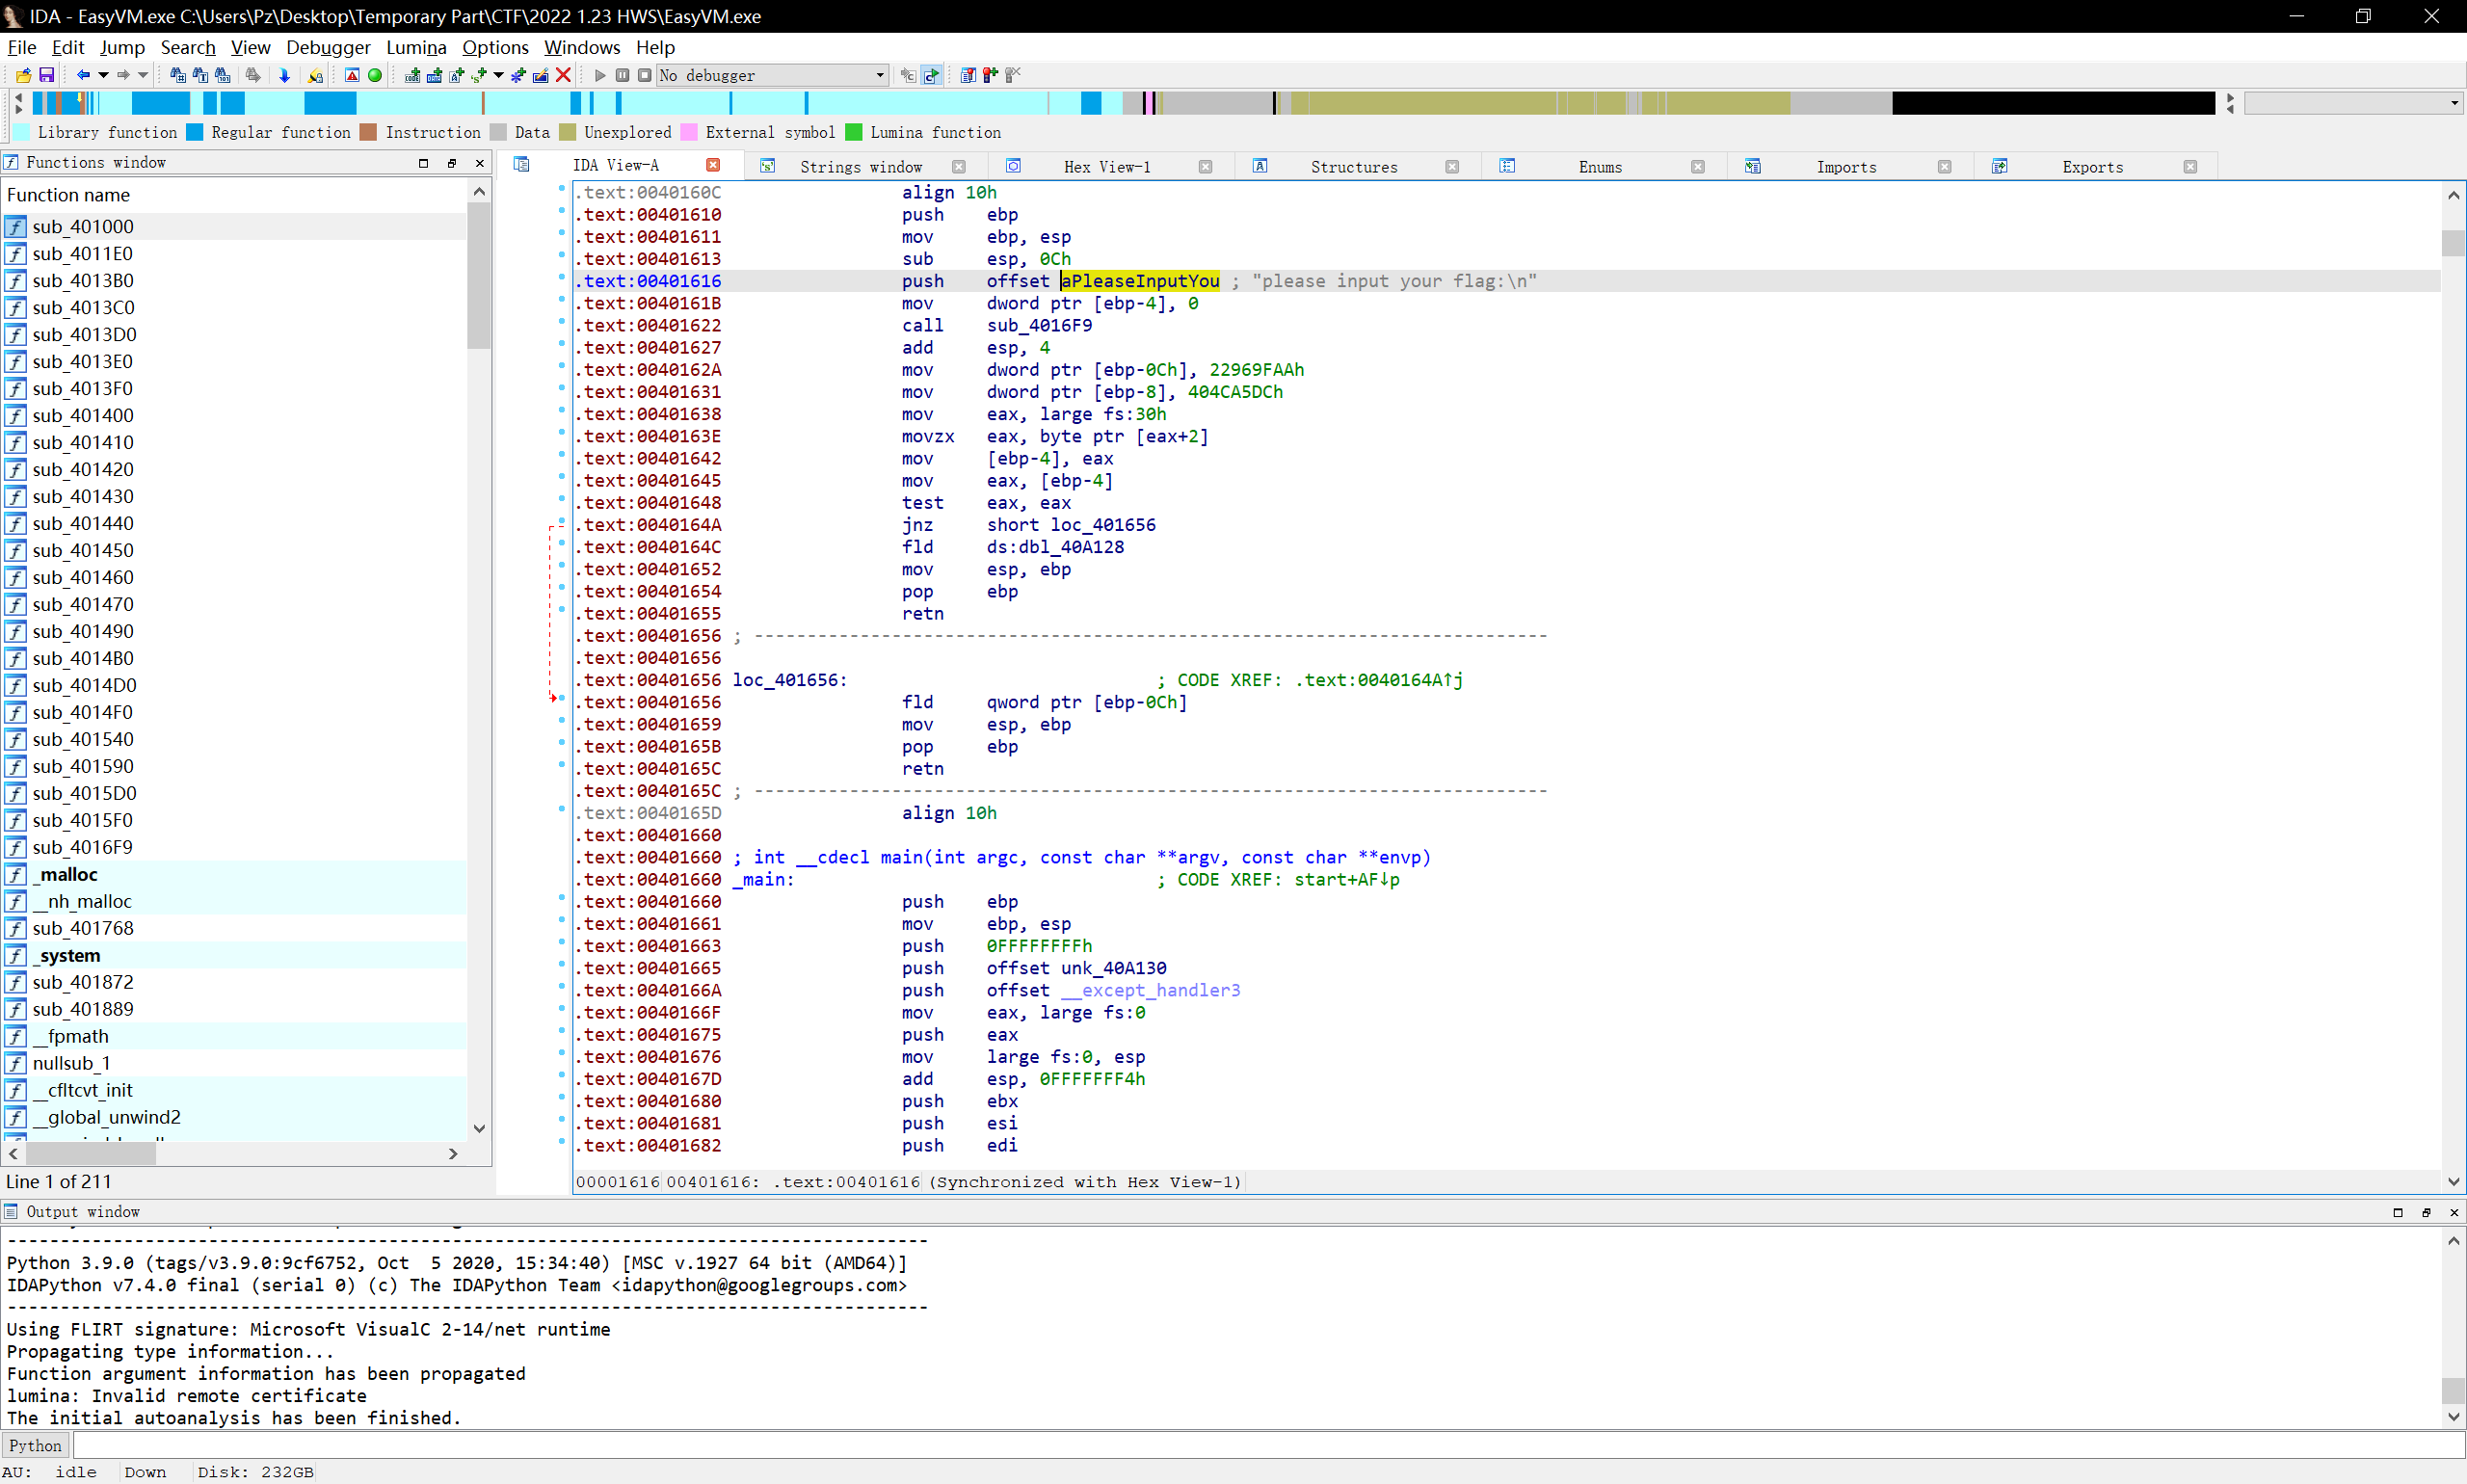 IDA - EasyVM.exe C:\Users\Pz\Desktop\Temporary Part\CTF\2022 1.23 HWS\EasyVM.exe
File Edit Jump Search View Debugger Lumina Options Windows Help
No debugger
Library function Regular function Instruction Data Unexplored External symbol Lumina function
Functions window
Function name
sub_401000
sub_4011E0
sub_4013B0
sub_4013C0
sub_4013D0
sub_4013E0
sub_4013F0
sub_401400
sub_401410
sub_401420
sub_401430
sub_401440
sub_401450
sub_401460
sub_401470
sub_401490
sub_4014B0
sub_4014D0
sub_4014F0
sub_401540
sub_401590
sub_4015D0
sub_4015F0
sub_4016F9
_malloc
__nh_malloc
sub_401768
_system
sub_401872
sub_401889
__fpmath
nullsub_1
__cfltcvt_init
__global_unwind2
Line 1 of 211
IDA View-A Strings window Hex View-1 Structures Enums Imports Exports
.text:0040160C align 10h
.text:00401610 push ebp
.text:00401611 mov ebp, esp
.text:00401613 sub esp, 0Ch
.text:00401616 push offset aPleaseInputYou ; "please input your flag:\n"
.text:0040161B mov dword ptr [ebp-4], 0
.text:00401622 call sub_4016F9
.text:00401627 add esp, 4
.text:0040162A mov dword ptr [ebp-0Ch], 22969FAAh
.text:00401631 mov dword ptr [ebp-8], 404CA5DCh
.text:00401638 mov eax, large fs:30h
.text:0040163E movzx eax, byte ptr [eax+2]
.text:00401642 mov [ebp-4], eax
.text:00401645 mov eax, [ebp-4]
.text:00401648 test eax, eax
.text:0040164A jnz short loc_401656
.text:0040164C fld ds:dbl_40A128
.text:00401652 mov esp, ebp
.text:00401654 pop ebp
.text:00401655 retn
.text:00401656 ; ---------------------------------------------------------------------------
.text:00401656
.text:00401656 loc_401656: ; CODE XREF: .text:0040164A↑j
.text:00401656 fld qword ptr [ebp-0Ch]
.text:00401659 mov esp, ebp
.text:0040165B pop ebp
.text:0040165C retn
.text:0040165C ; ---------------------------------------------------------------------------
.text:0040165D align 10h
.text:00401660
.text:00401660 ; int __cdecl main(int argc, const char **argv, const char **envp)
.text:00401660 _main: ; CODE XREF: start+AF↓p
.text:00401660 push ebp
.text:00401661 mov ebp, esp
.text:00401663 push 0FFFFFFFFh
.text:00401665 push offset unk_40A130
.text:0040166A push offset __except_handler3
.text:0040166F mov eax, large fs:0
.text:00401675 push eax
.text:00401676 mov large fs:0, esp
.text:0040167D add esp, 0FFFFFFF4h
.text:00401680 push ebx
.text:00401681 push esi
.text:00401682 push edi
00001616 00401616: .text:00401616 (Synchronized with Hex View-1)
Output window
---------------------------------------------------------------------------------------
Python 3.9.0 (tags/v3.9.0:9cf6752, Oct 5 2020, 15:34:40) [MSC v.1927 64 bit (AMD64)]
IDAPython v7.4.0 final (serial 0) (c) The IDAPython Team <idapython@googlegroups.com>
---------------------------------------------------------------------------------------
Using FLIRT signature: Microsoft VisualC 2-14/net runtime
Propagating type information...
Function argument information has been propagated
lumina: Invalid remote certificate
The initial autoanalysis has been finished.
Python
AU: idle Down Disk: 232GB